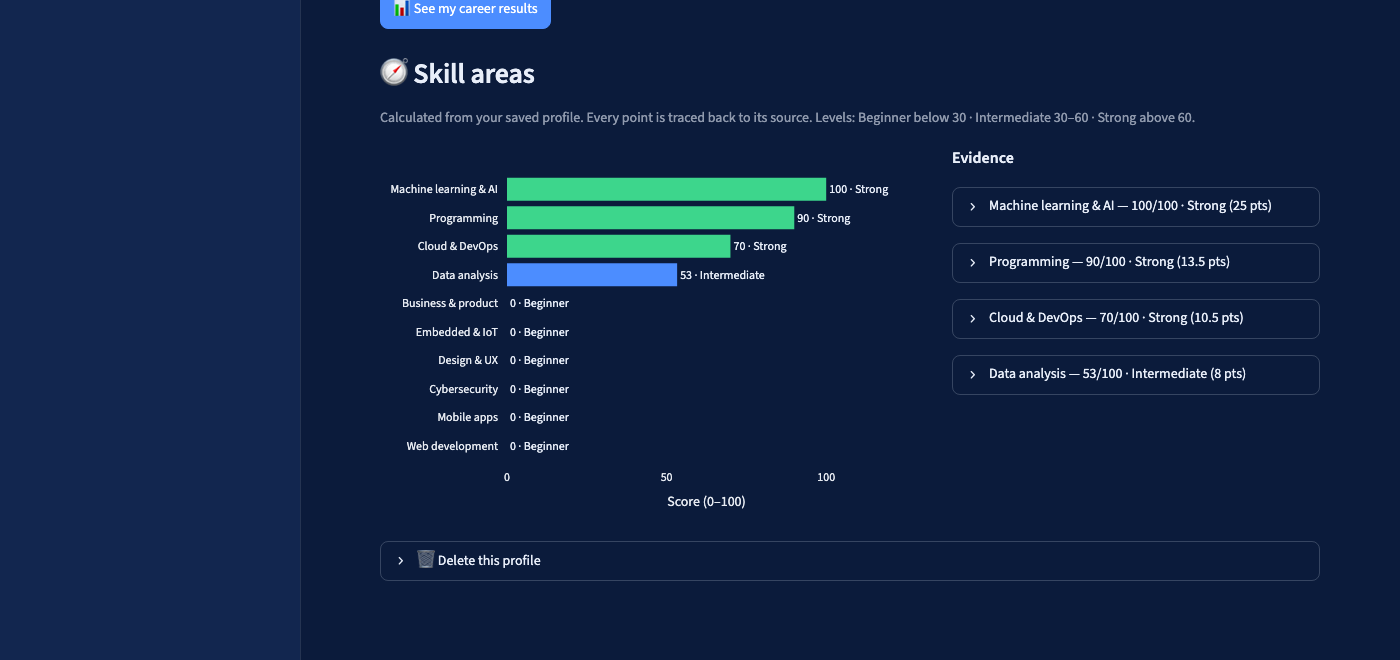 See my career results
Skill areas
Calculated from your saved profile. Every point is traced back to its source. Levels: Beginner below 30 · Intermediate 30–60 · Strong above 60.
Machine learning & AI 100 · Strong
Programming 90 · Strong
Cloud & DevOps 70 · Strong
Data analysis 53 · Intermediate
Business & product 0 · Beginner
Embedded & IoT 0 · Beginner
Design & UX 0 · Beginner
Cybersecurity 0 · Beginner
Mobile apps 0 · Beginner
Web development 0 · Beginner
0 50 100
Score (0–100)
Evidence
Machine learning & AI — 100/100 · Strong (25 pts)
Programming — 90/100 · Strong (13.5 pts)
Cloud & DevOps — 70/100 · Strong (10.5 pts)
Data analysis — 53/100 · Intermediate (8 pts)
Delete this profile